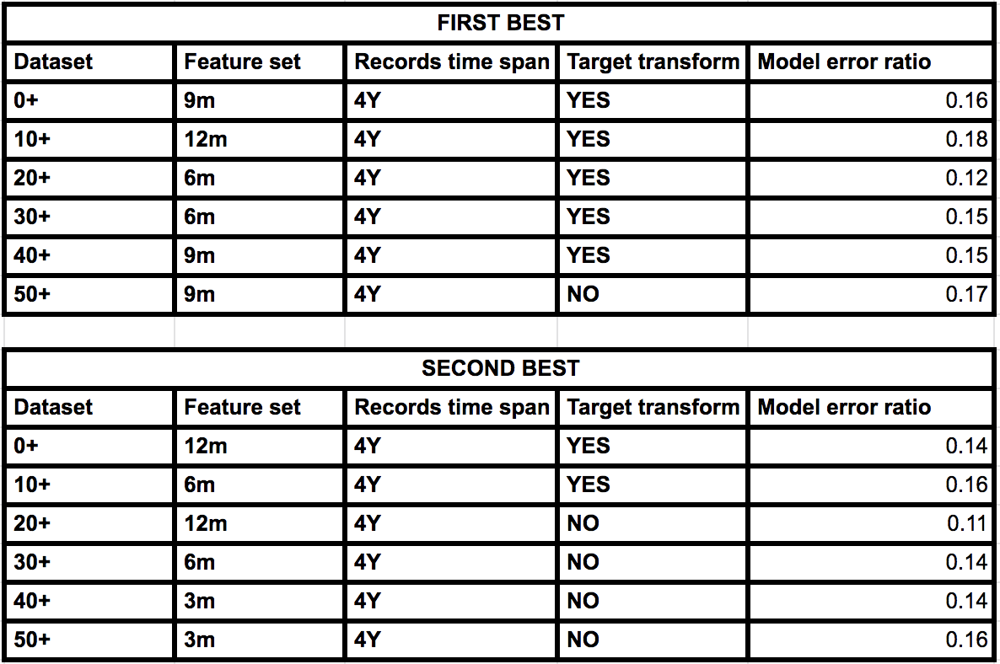 FIRST BEST
Dataset Feature set Records time span Target transform Model error ratio
0+ 9m 4Y YES 0.16
10+ 12m 4Y YES 0.18
20+ 6m 4Y YES 0.12
30+ 6m 4Y YES 0.15
40+ 9m 4Y YES 0.15
50+ 9m 4Y NO 0.17
SECOND BEST
Dataset Feature set Records time span Target transform Model error ratio
0+ 12m 4Y YES 0.14
10+ 6m 4Y YES 0.16
20+ 12m 4Y NO 0.11
30+ 6m 4Y NO 0.14
40+ 3m 4Y NO 0.14
50+ 3m 4Y NO 0.16